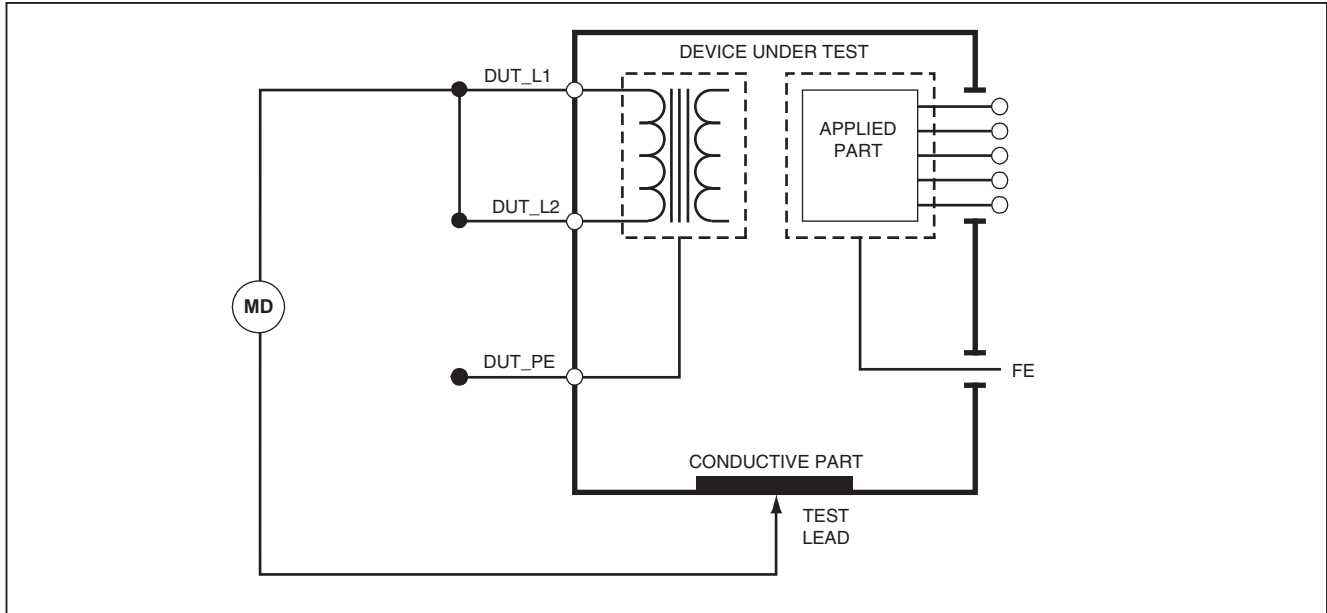 DEVICE UNDER TEST
DUT_L1
APPLIED
PART
DUT_L2
MD
DUT_PE
FE
CONDUCTIVE PART
TEST
LEAD